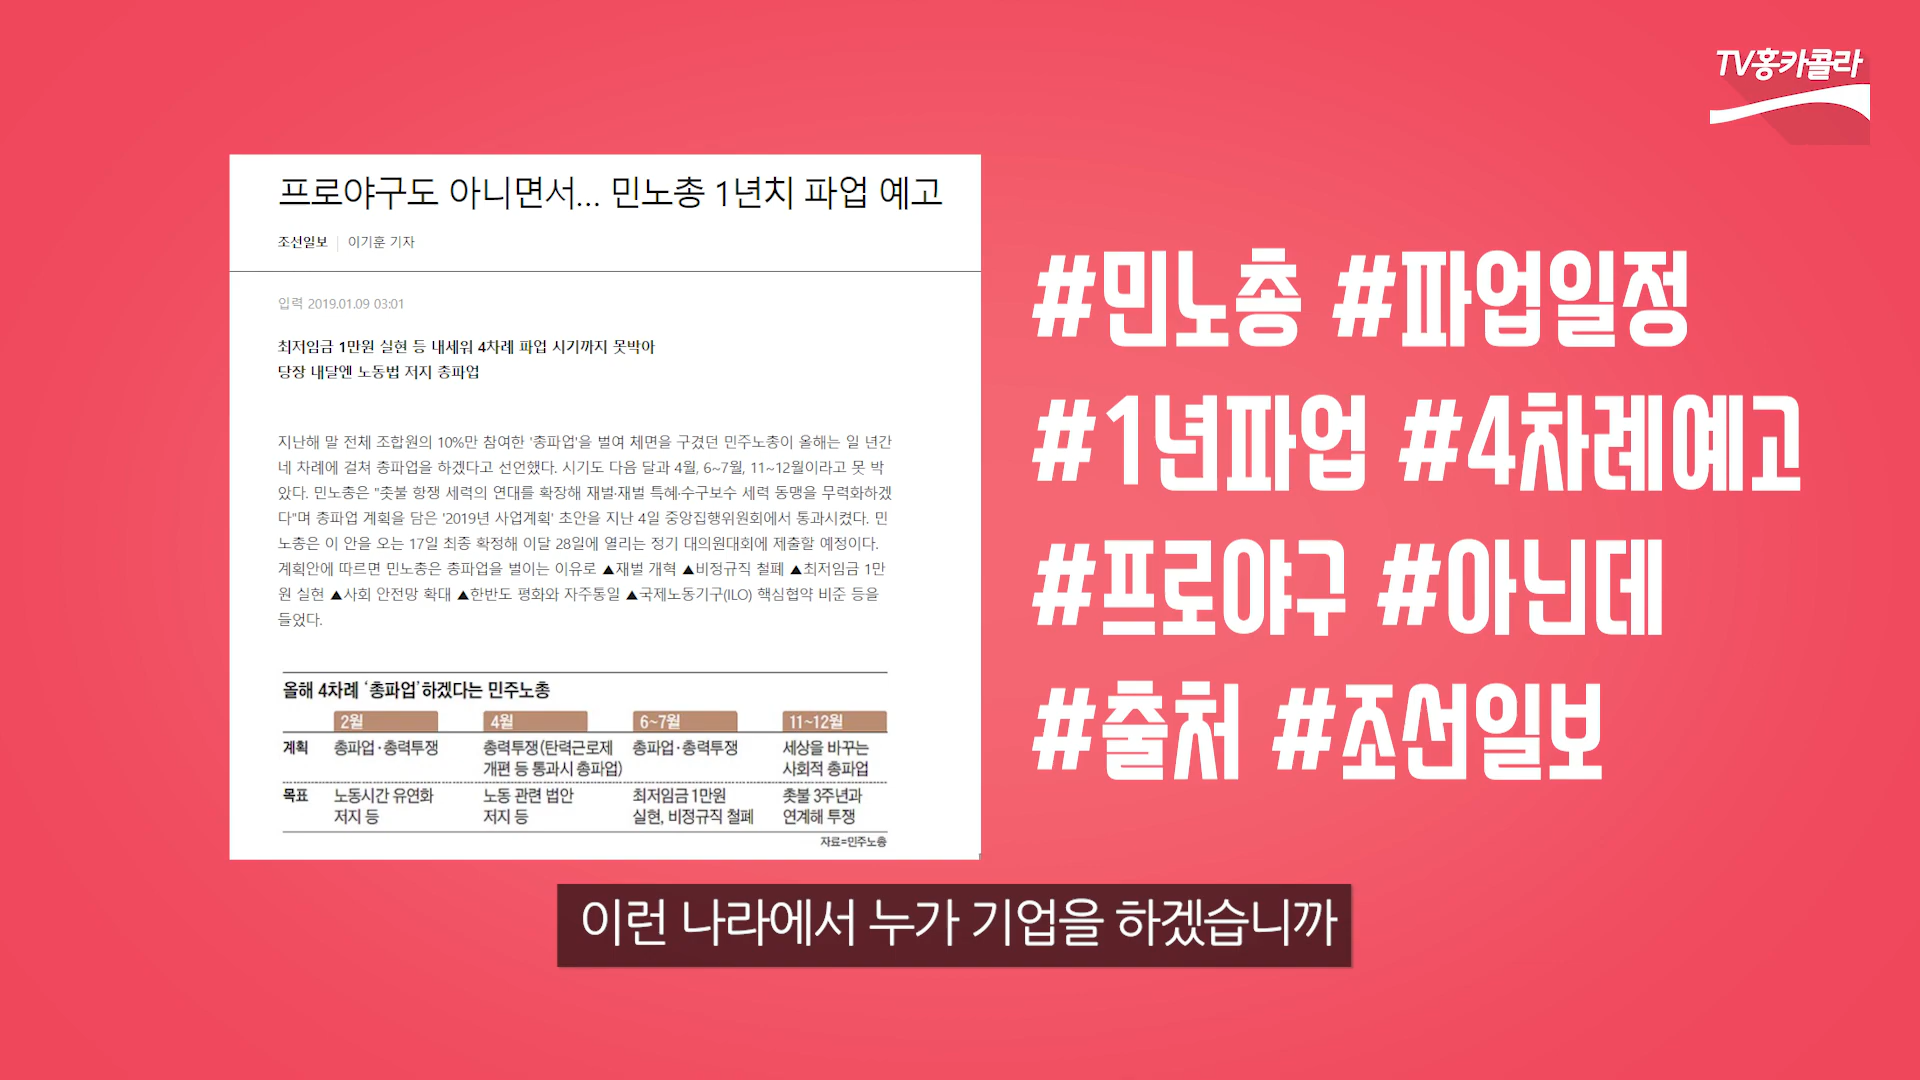 TV홍카콜라
프로야구도 아니면서... 민노총 1년치 파업 예고
조선일보 | 이기훈 기자
입력 2019.01.09 03:01
최저임금 1만원 실현 등 내세워 4차례 파업 시기까지 못박아
당장 내달엔 노동법 저지 총파업
지난해 말 전체 조합원의 10%만 참여한 '총파업'을 벌여 체면을 구겼던 민주노총이 올해는 일 년간
네 차례에 걸쳐 총파업을 하겠다고 선언했다. 시기도 다음 달과 4월, 6~7월, 11~12월이라고 못 박
았다. 민노총은 "촛불 항쟁 세력의 연대를 확장해 재벌·재벌 특혜·수구보수 세력 동맹을 무력화하겠
다"며 총파업 계획을 담은 '2019년 사업계획' 초안을 지난 4일 중앙집행위원회에서 통과시켰다. 민
노총은 이 안을 오는 17일 최종 확정해 이달 28일에 열리는 정기 대의원대회에 제출할 예정이다.
계획안에 따르면 민노총은 총파업을 벌이는 이유로 ▲재벌 개혁 ▲비정규직 철폐 ▲최저임금 1만
원 실현 ▲사회 안전망 확대 ▲한반도 평화와 자주통일 ▲국제노동기구(ILO) 핵심협약 비준 등을
들었다.
올해 4차례 '총파업'하겠다는 민주노총
2월 4월 6~7월 11~12월
계획 총파업·총력투쟁 총력투쟁(탄력근로제 총파업·총력투쟁 세상을 바꾸는
개편 등 통과시 총파업) 사회적 총파업
목표 노동시간 유연화 노동 관련 법안 최저임금 1만원 촛불 3주년과
저지 등 저지 등 실현, 비정규직 철폐 연계해 투쟁
자료=민주노총
#민노총 #파업일정
#1년파업 #4차례예고
#프로야구 #아닌데
#출처 #조선일보
이런 나라에서 누가 기업을 하겠습니까